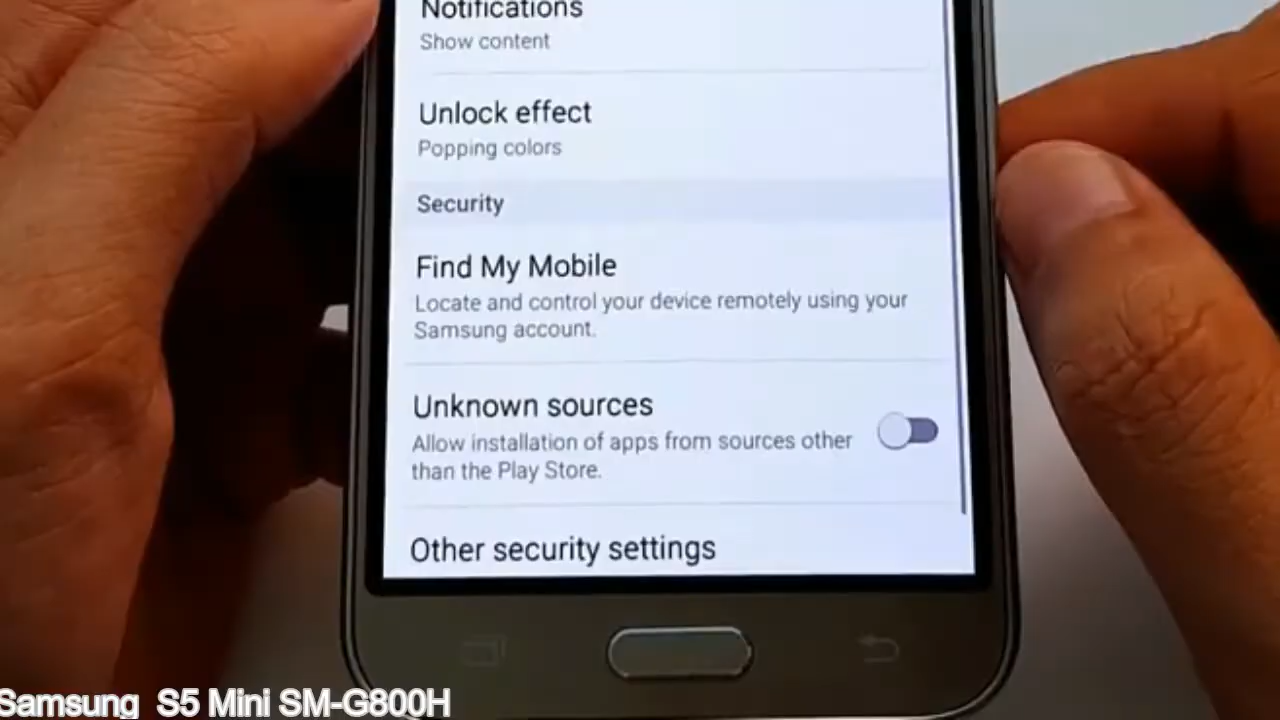 Notifications
Show content
Unlock effect
Popping colors
Security
Find My Mobile
Locate and control your device remotely using your
Samsung account.
Unknown sources
Allow installation of apps from sources other
than the Play Store.
Other security settings
Samsung S5 Mini SM-G800H